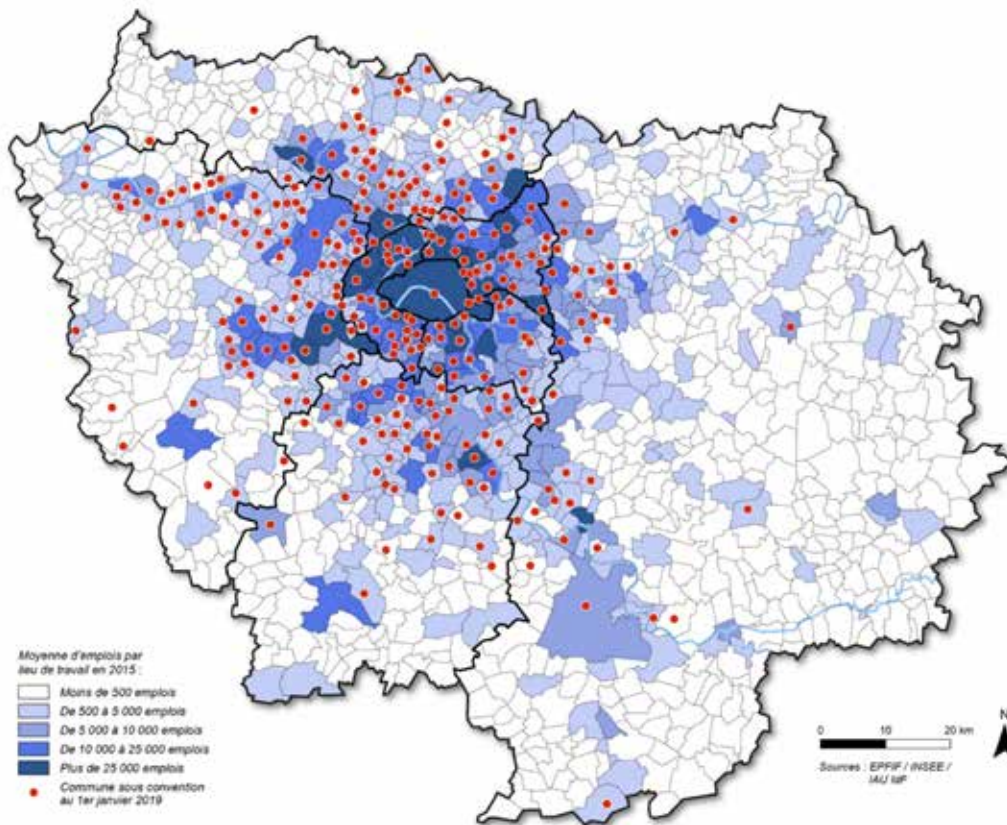 Moyenne d'emplois par
lieu de travail en 2015 :
Moins de 500 emplois
De 500 à 5 000 emplois
De 5 000 à 10 000 emplois
De 10 000 à 25 000 emplois
Plus de 25 000 emplois
Commune sous convention
au 1er janvier 2019
N
0 10 20 km
Sources : EPFIF / INSEE /
IAU IdF